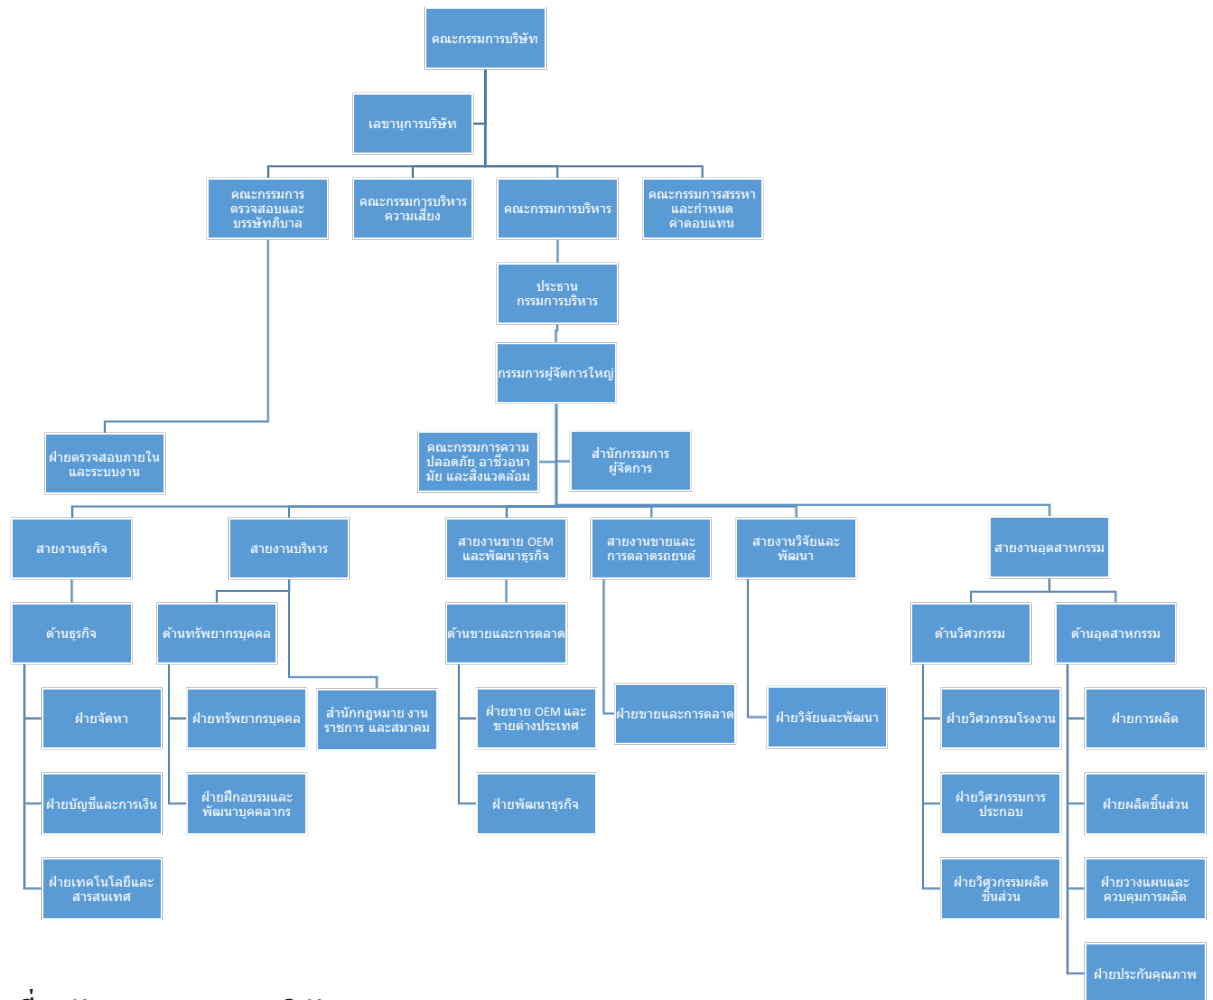 คณะกรรมการบริษัท
เลขานุการบริษัท
คณะกรรมการ
ตรวจสอบและ
บรรษัทภิบาล
คณะกรรมการบริหาร
ความเสี่ยง
คณะกรรมการบริหาร
คณะกรรมการสรรหา
และกำหนด
ค่าตอบแทน
ประธาน
กรรมการบริหาร
กรรมการผู้จัดการใหญ่
ฝ่ายตรวจสอบภายใน
และระบบงาน
คณะกรรมการความ
ปลอดภัย อาชีวอนา
มัย และสิ่งแวดล้อม
สำนักกรรมการ
ผู้จัดการ
สายงานธุรกิจ
สายงานบริหาร
สายงานขาย OEM
และพัฒนาธุรกิจ
สายงานขายและ
การตลาดรถยนต์
สายงานวิจัยและ
พัฒนา
สายงานอุตสาหกรรม
ด้านธุรกิจ
ด้านทรัพยากรบุคคล
ด้านขายและการตลาด
ด้านวิศวกรรม
ด้านอุตสาหกรรม
ฝ่ายจัดหา
ฝ่ายทรัพยากรบุคคล
สำนักกฎหมาย งาน
ราชการ และสมาคม
ฝ่ายขาย OEM และ
ขายต่างประเทศ
ฝ่ายขายและการตลาด
ฝ่ายวิจัยและพัฒนา
ฝ่ายวิศวกรรมโรงงาน
ฝ่ายการผลิต
ฝ่ายบัญชีและการเงิน
ฝ่ายฝึกอบรมและ
พัฒนาบุคคลากร
ฝ่ายพัฒนาธุรกิจ
ฝ่ายวิศวกรรมการ
ประกอบ
ฝ่ายผลิตชิ้นส่วน
ฝ่ายเทคโนโลยีและ
สารสนเทศ
ฝ่ายวิศวกรรมผลิต
ชิ้นส่วน
ฝ่ายวางแผนและ
ควบคุมการผลิต
ฝ่ายประกันคุณภาพ